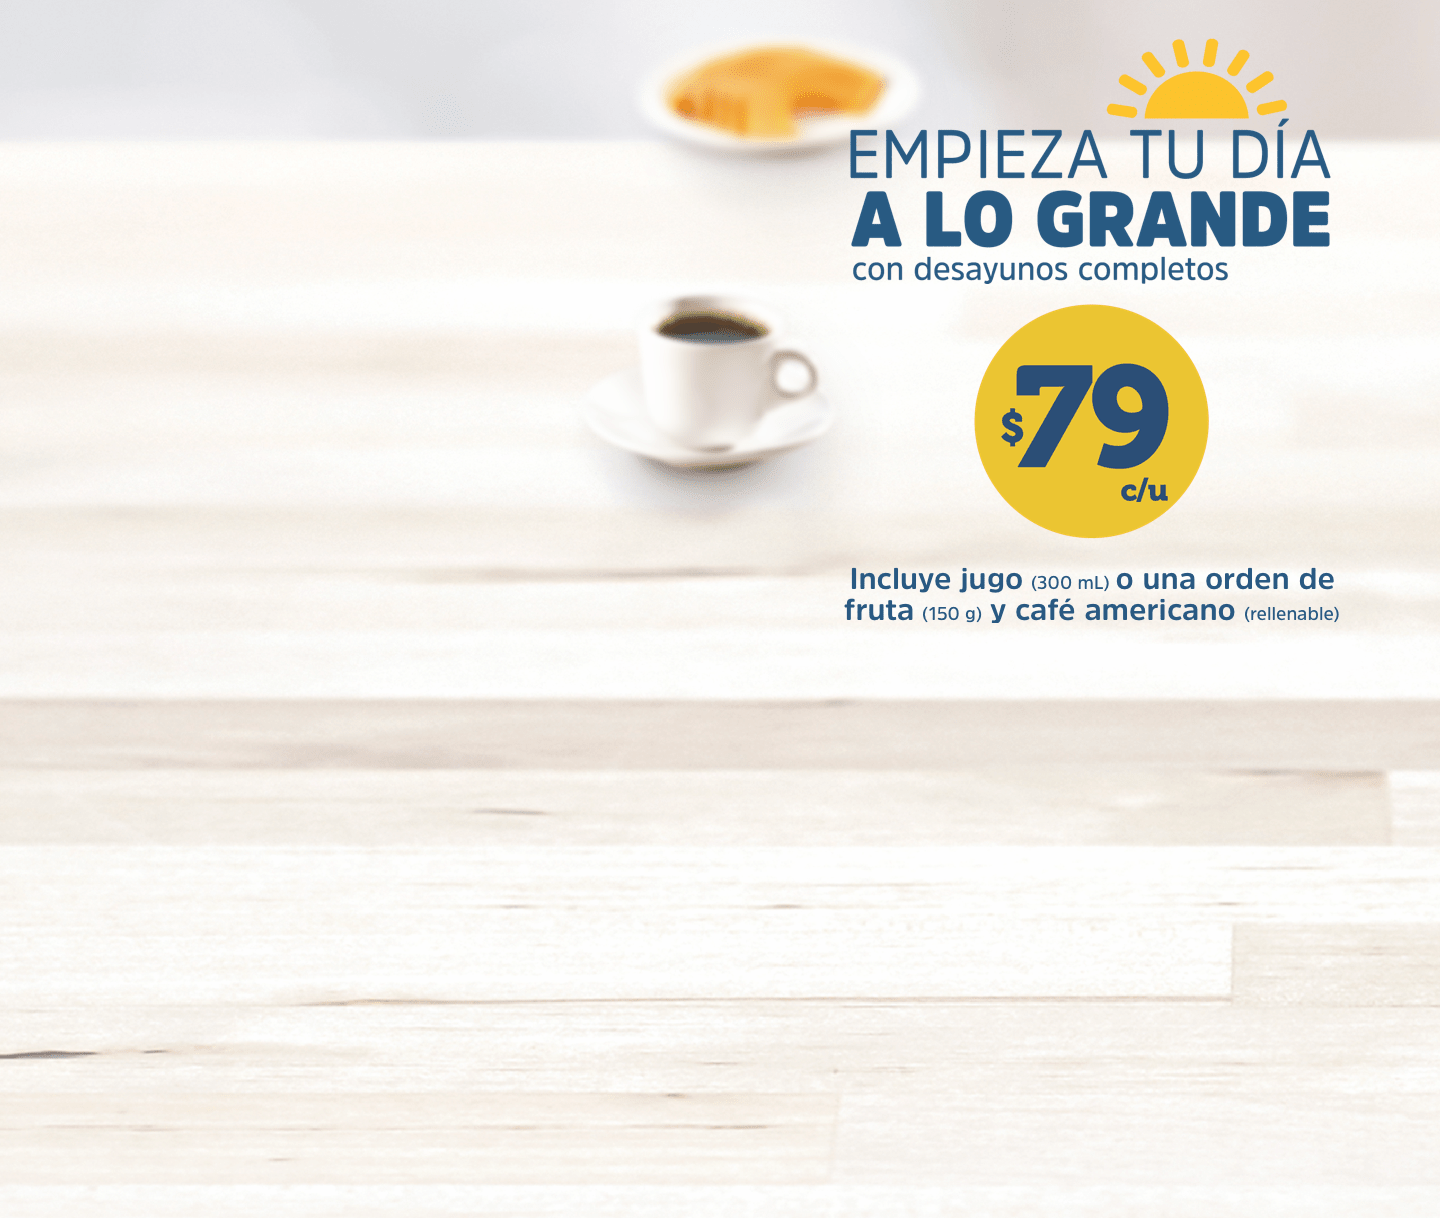 EMPIEZA TU DÍA
A LO GRANDE
con desayunos completos
$79
c/u
Incluye jugo (300 mL) o una orden de
fruta (150 g) y café americano (rellenable)